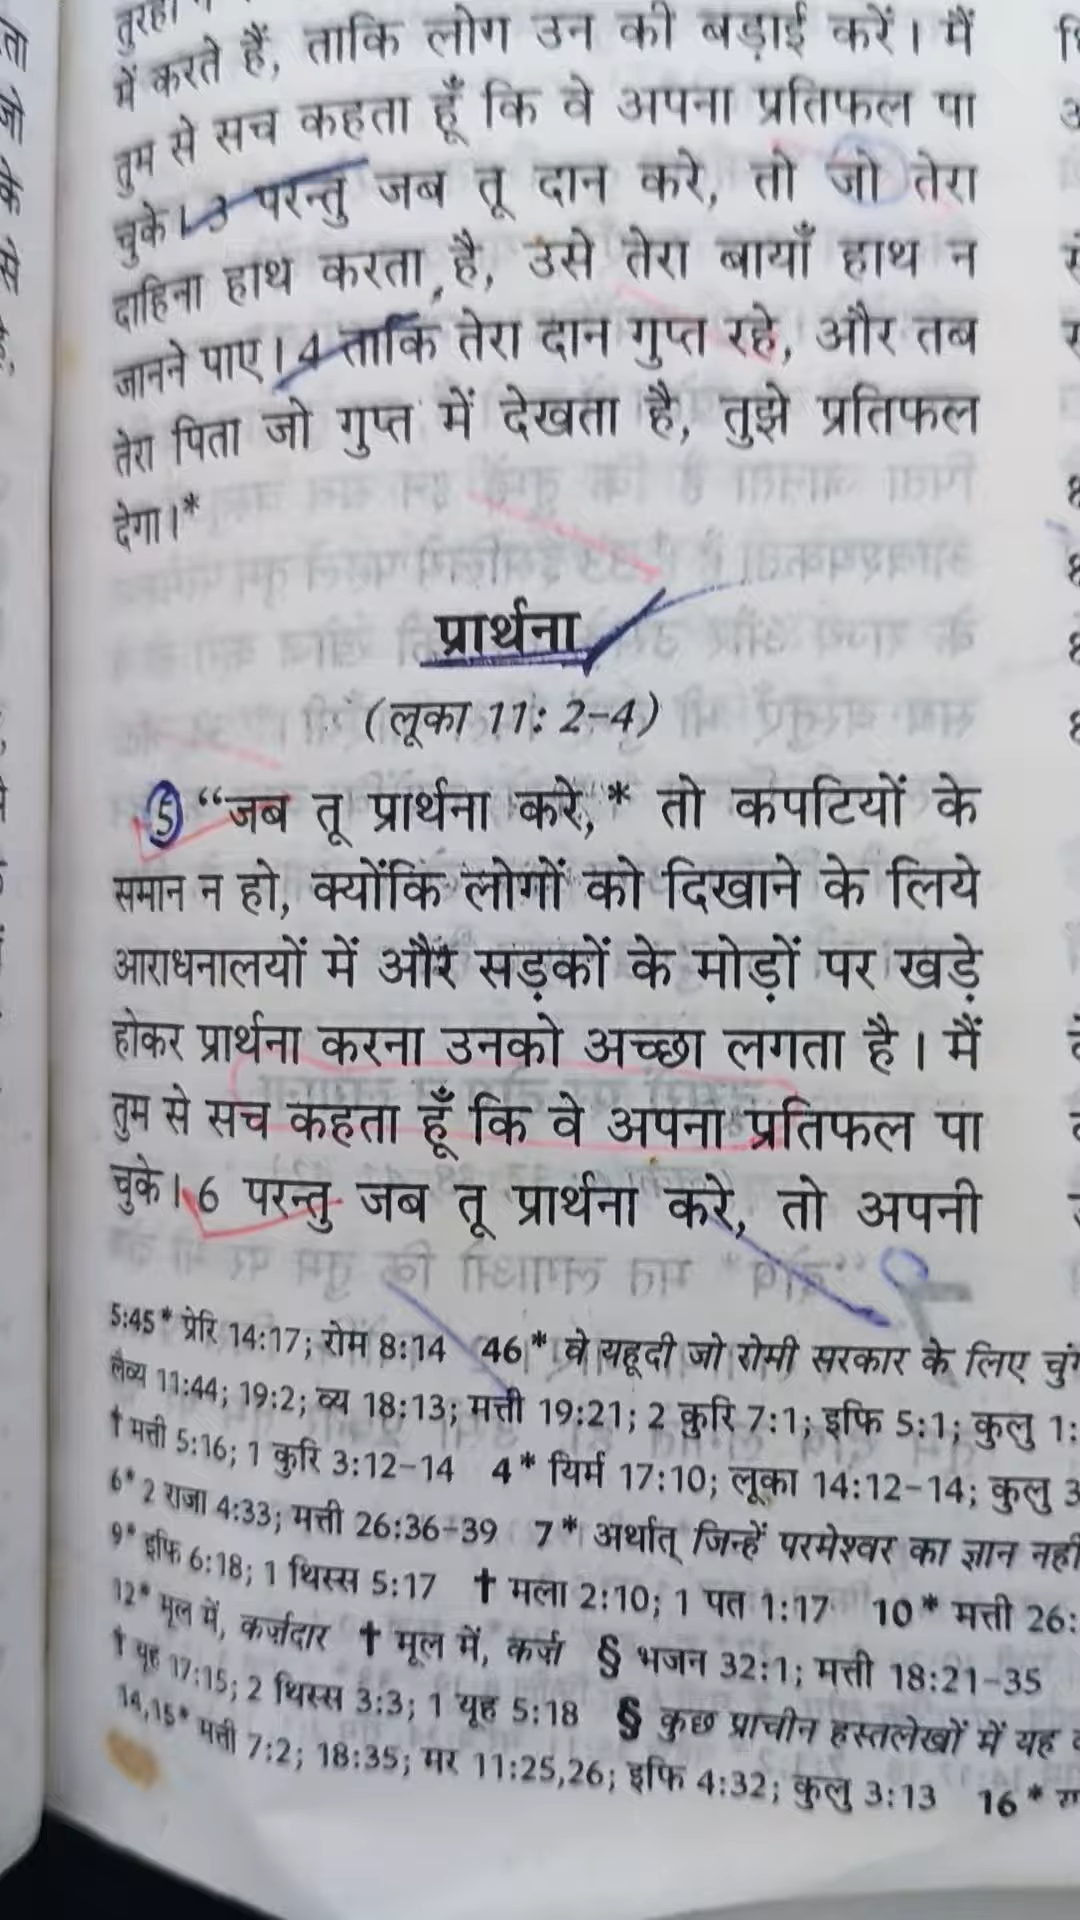 में करते हैं, ताकि लोग उन की बड़ाई करें। मैं
तुम से सच कहता हूँ कि वे अपना प्रतिफल पा
चुके। 3 परन्तु जब तू दान करे, तो जो तेरा
दाहिना हाथ करता है, उसे तेरा बायाँ हाथ न
जानने पाए। 4 ताकि तेरा दान गुप्त रहे, और तब
तेरा पिता जो गुप्त में देखता है, तुझे प्रतिफल
देगा।*
प्रार्थना
(लूका 11: 2-4)
5 “जब तू प्रार्थना करे,* तो कपटियों के
समान न हो, क्योंकि लोगों को दिखाने के लिये
आराधनालयों में और सड़कों के मोड़ों पर खड़े
होकर प्रार्थना करना उनको अच्छा लगता है। मैं
तुम से सच कहता हूँ कि वे अपना प्रतिफल पा
चुके। 6 परन्तु जब तू प्रार्थना करे, तो अपनी
5:45* प्रेरि 14:17; रोम 8:14 46* वे यहूदी जो रोमी सरकार के लिए
लैव्य 11:44; 19:2; व्य 18:13; मत्ती 19:21; 2 कुरि 7:1; इफि 5:1; कुलु 1:
† मत्ती 5:16; 1 कुरि 3:12-14 4* यिर्म 17:10; लूका 14:12-14; कुलु 3
6* 2 राजा 4:33; मत्ती 26:36-39 7* अर्थात् जिन्हें परमेश्वर का ज्ञान नहीं
9* इफि 6:18; 1 थिस्स 5:17 † मला 2:10; 1 पत 1:17 10* मत्ती 26:
12* मूल में, कर्ज़दार † मूल में, कर्ज़ § भजन 32:1; मत्ती 18:21-35
† यूह 17:15; 2 थिस्स 3:3; 1 यूह 5:18 § कुछ प्राचीन हस्तलेखों में यह
14,15* मत्ती 7:2; 18:35; मर 11:25,26; इफि 4:32; कुलु 3:13 16*